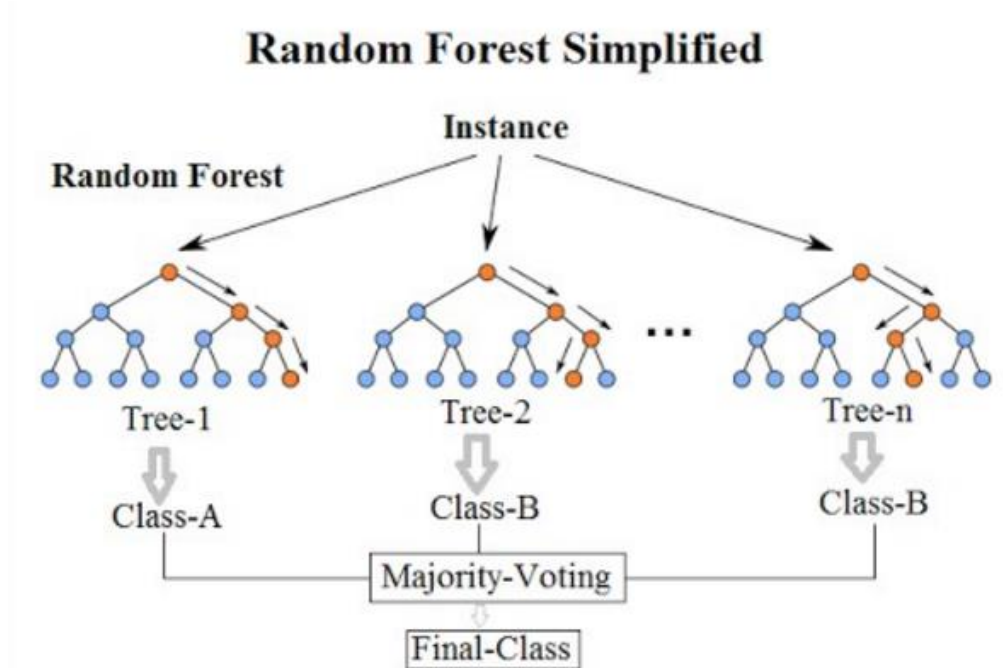 Random Forest Simplified
Instance
Random Forest
...
Tree-1
Tree-2
Tree-n
Class-A
Class-B
Class-B
Majority-Voting
Final-Class